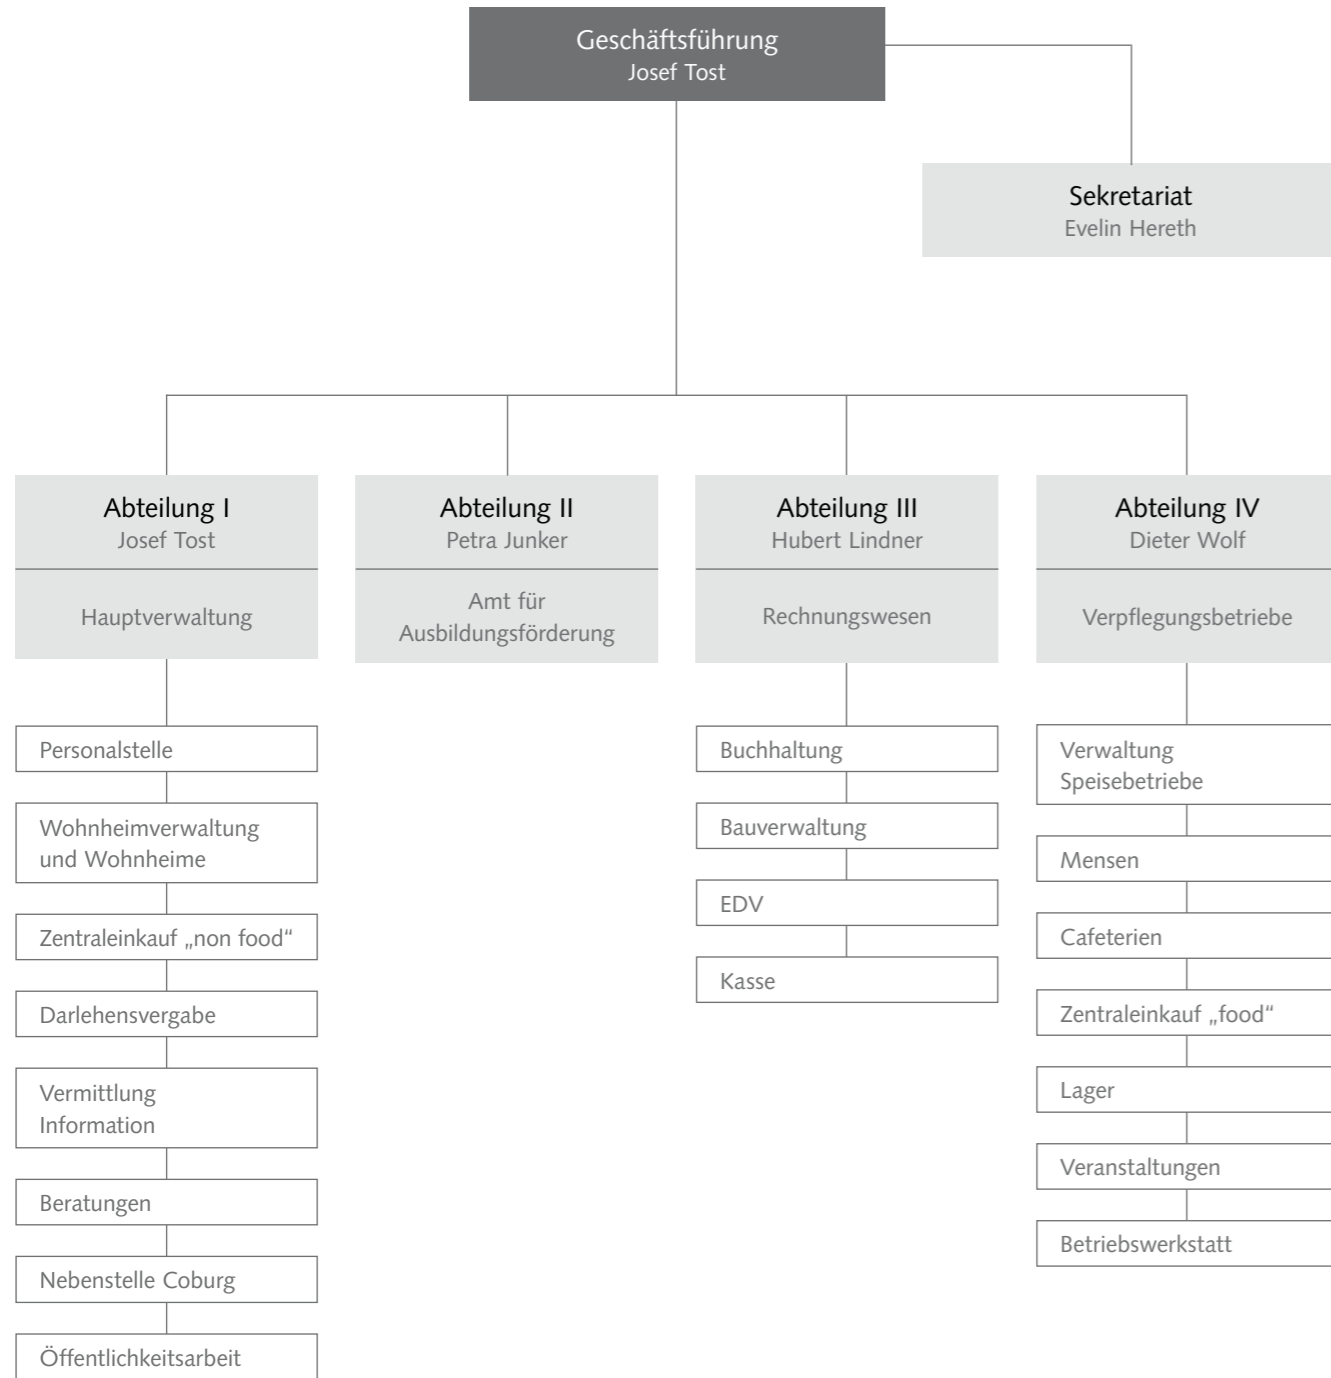 Geschäftsführung
Josef Tost
Sekretariat
Evelin Hereth
Abteilung I
Josef Tost
Hauptverwaltung
Personalstelle
Wohnheimverwaltung
und Wohnheime
Zentraleinkauf „non food“
Darlehensvergabe
Vermittlung
Information
Beratungen
Nebenstelle Coburg
Öffentlichkeitsarbeit
Abteilung II
Petra Junker
Amt für
Ausbildungsförderung
Abteilung III
Hubert Lindner
Rechnungswesen
Buchhaltung
Bauverwaltung
EDV
Kasse
Abteilung IV
Dieter Wolf
Verpflegungsbetriebe
Verwaltung
Speisebetriebe
Mensen
Cafeterien
Zentraleinkauf „food“
Lager
Veranstaltungen
Betriebswerkstatt